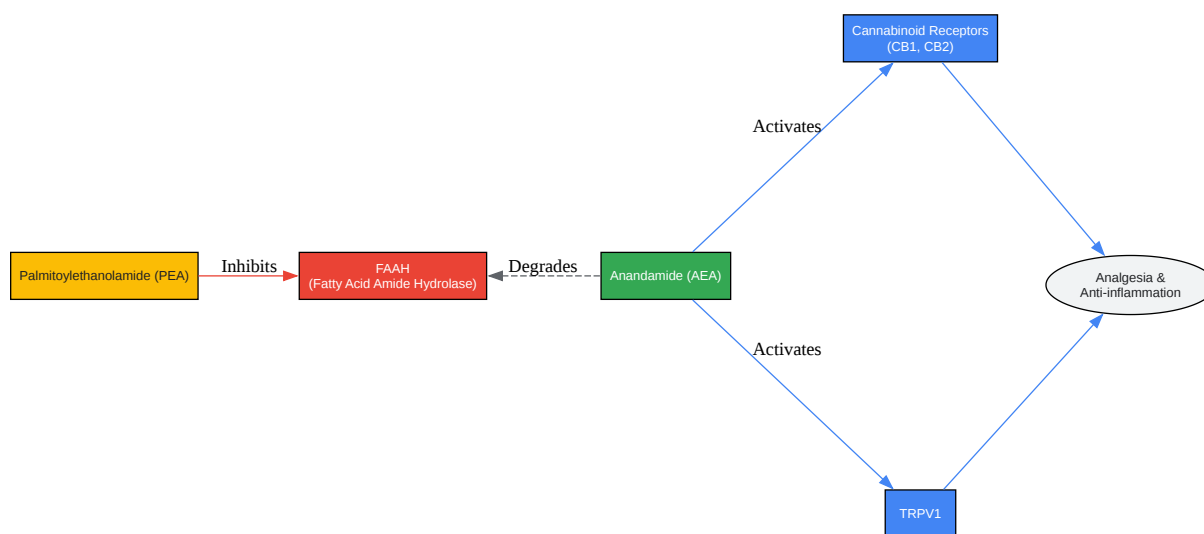 Cannabinoid Receptors
(CB1, CB2)
Activates
Palmitoylethanolamide (PEA)
Inhibits
FAAH
(Fatty Acid Amide Hydrolase)
Degrades
Anandamide (AEA)
Analgesia &
Anti-inflammation
Activates
TRPV1